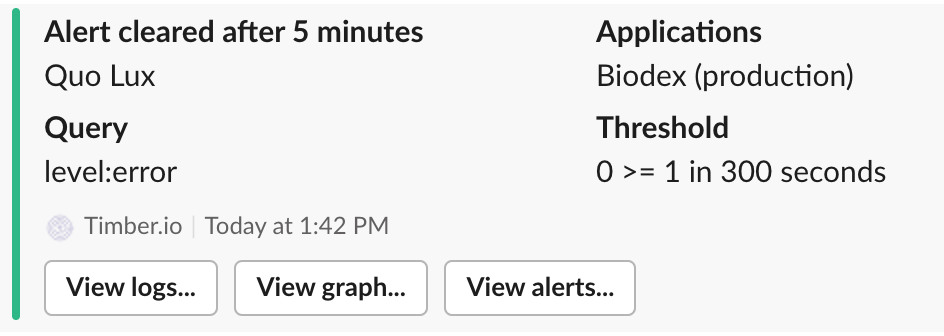 Alert cleared after 5 minutes
Quo Lux
Applications
Biodex (production)
Query
level:error
Threshold
0 >= 1 in 300 seconds
Timber.io | Today at 1:42 PM
View logs...
View graph...
View alerts...